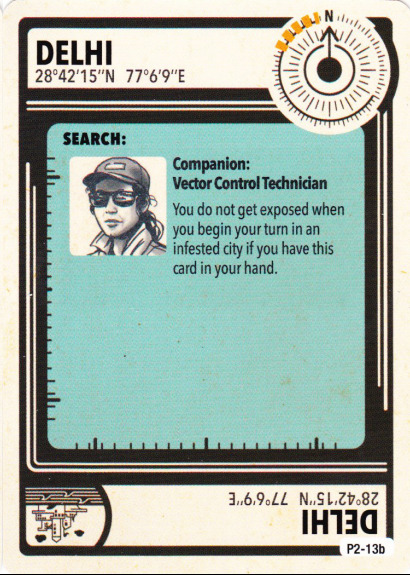 DELHI
28°42'15"N 77°6'9"E
N
SEARCH:
Companion:
Vector Control Technician
You do not get exposed when
you begin your turn in an
infested city if you have this
card in your hand.
28°42'15"N 77°6'9"E
DELHI
P2-13b